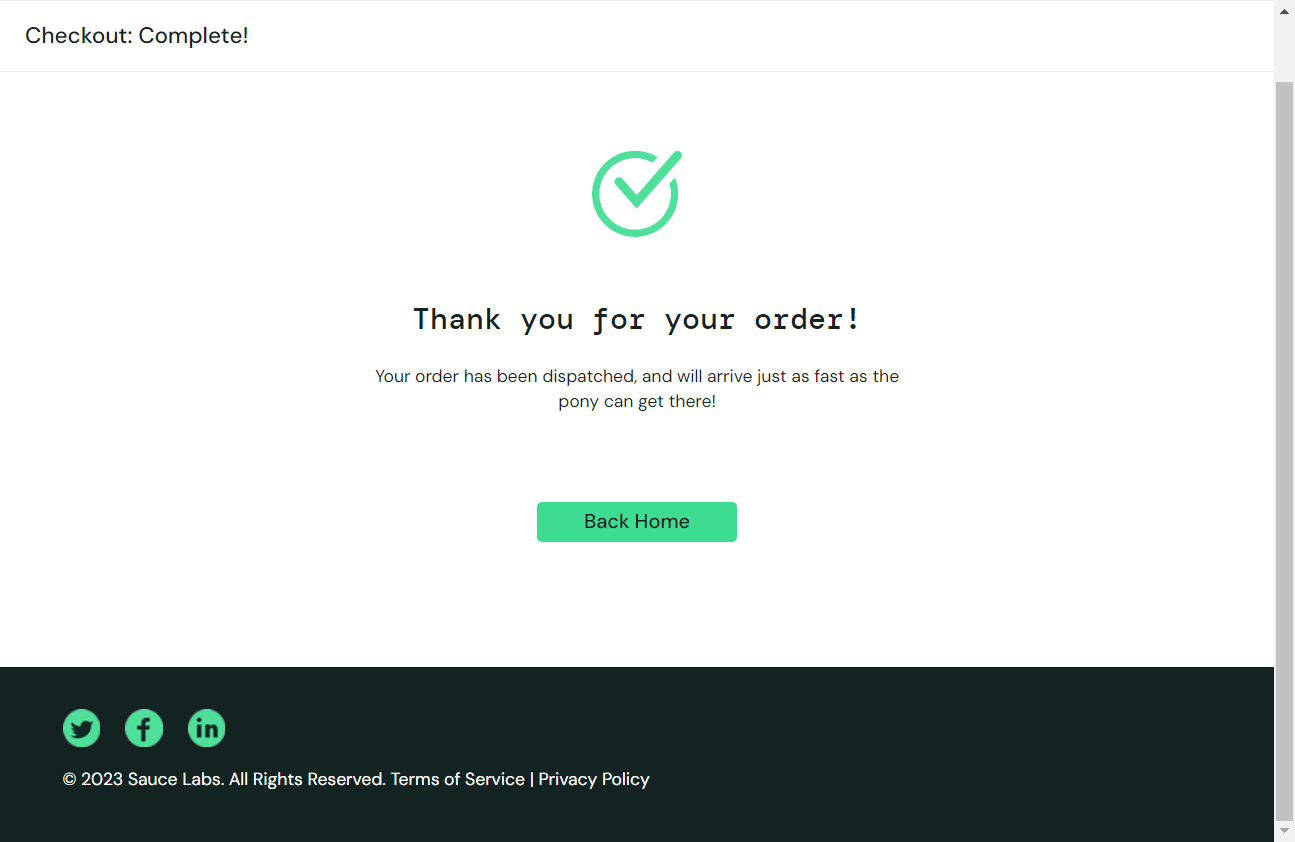 Checkout: Complete!
Thank you for your order!
Your order has been dispatched, and will arrive just as fast as the
pony can get there!
Back Home
© 2023 Sauce Labs. All Rights Reserved. Terms of Service | Privacy Policy